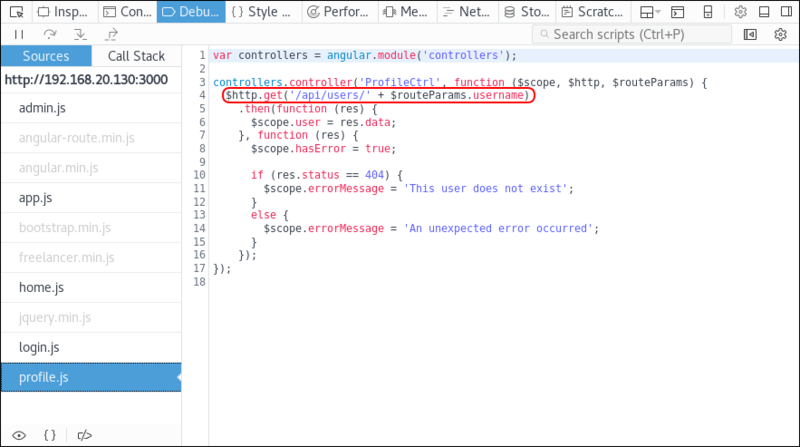 Insp... Con... Debu... { } Style ... Perfor... Me... Net... Sto... Scratc...
Search scripts (Ctrl+P)
Sources Call Stack
http://192.168.20.130:3000
admin.js
angular-route.min.js
angular.min.js
app.js
bootstrap.min.js
freelancer.min.js
home.js
jquery.min.js
login.js
profile.js
{ }
1 var controllers = angular.module('controllers');
2
3 controllers.controller('ProfileCtrl', function ($scope, $http, $routeParams) {
4 $http.get('/api/users/' + $routeParams.username)
5 .then(function (res) {
6 $scope.user = res.data;
7 }, function (res) {
8 $scope.hasError = true;
9
10 if (res.status == 404) {
11 $scope.errorMessage = 'This user does not exist';
12 }
13 else {
14 $scope.errorMessage = 'An unexpected error occurred';
15 }
16 });
17 });
18